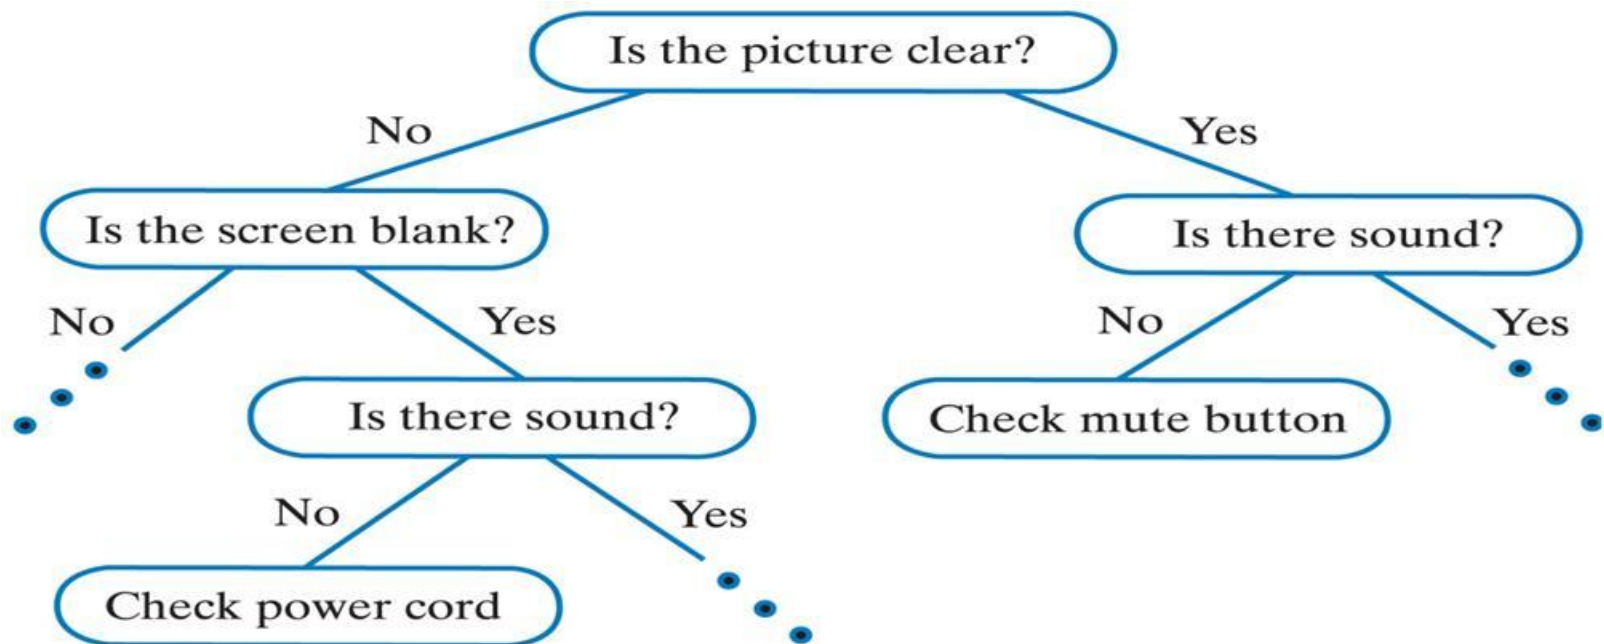 Is the picture clear?
No
Yes
Is the screen blank?
Is there sound?
No
Yes
No
Yes
Is there sound?
Check mute button
No
Yes
Check power cord